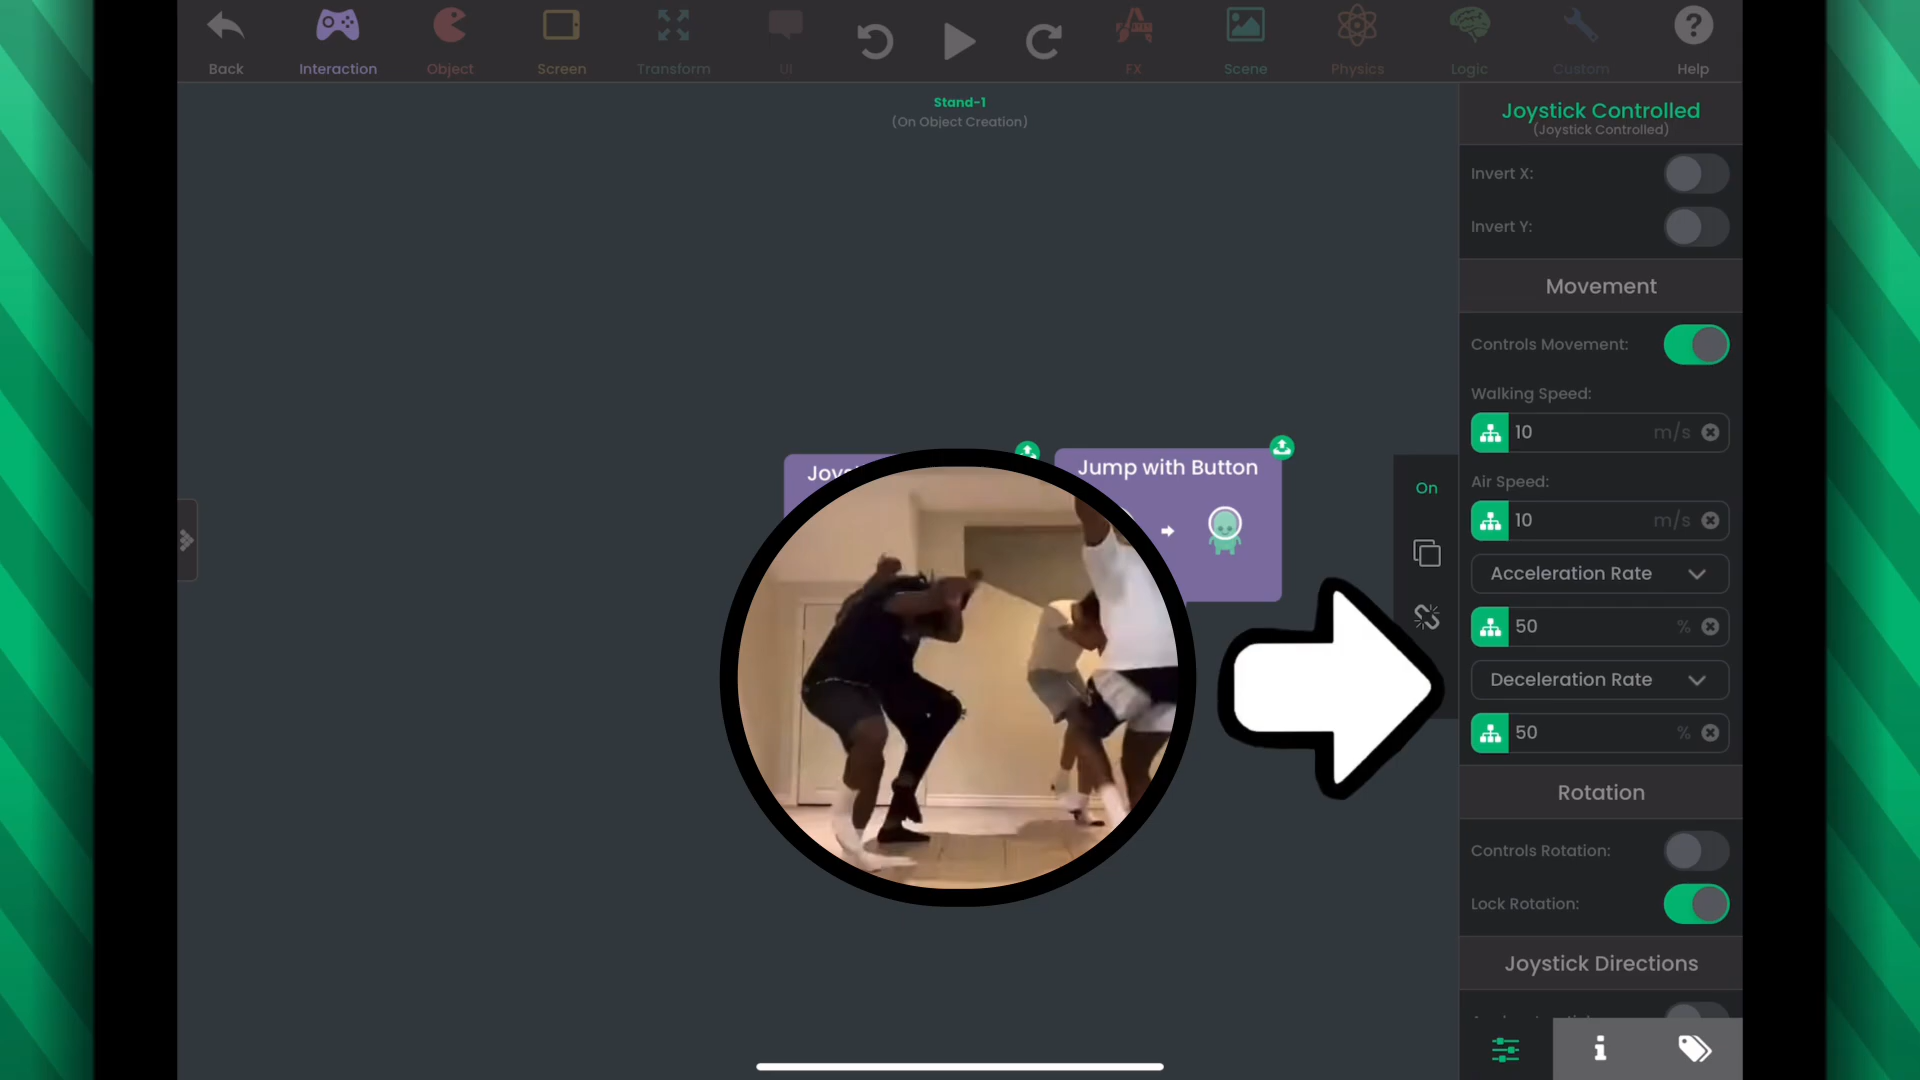 Back
Interaction
Object
Screen
Transform
UI
FX
Scene
Physics
Logic
Custom
Help
Stand-1
(On Object Creation)
Jump with Button
On
Joystick Controlled
(Joystick Controlled)
Invert X:
Invert Y:
Movement
Controls Movement:
Walking Speed:
10 m/s
Air Speed:
10 m/s
Acceleration Rate
50 %
Deceleration Rate
50 %
Rotation
Controls Rotation:
Lock Rotation:
Joystick Directions